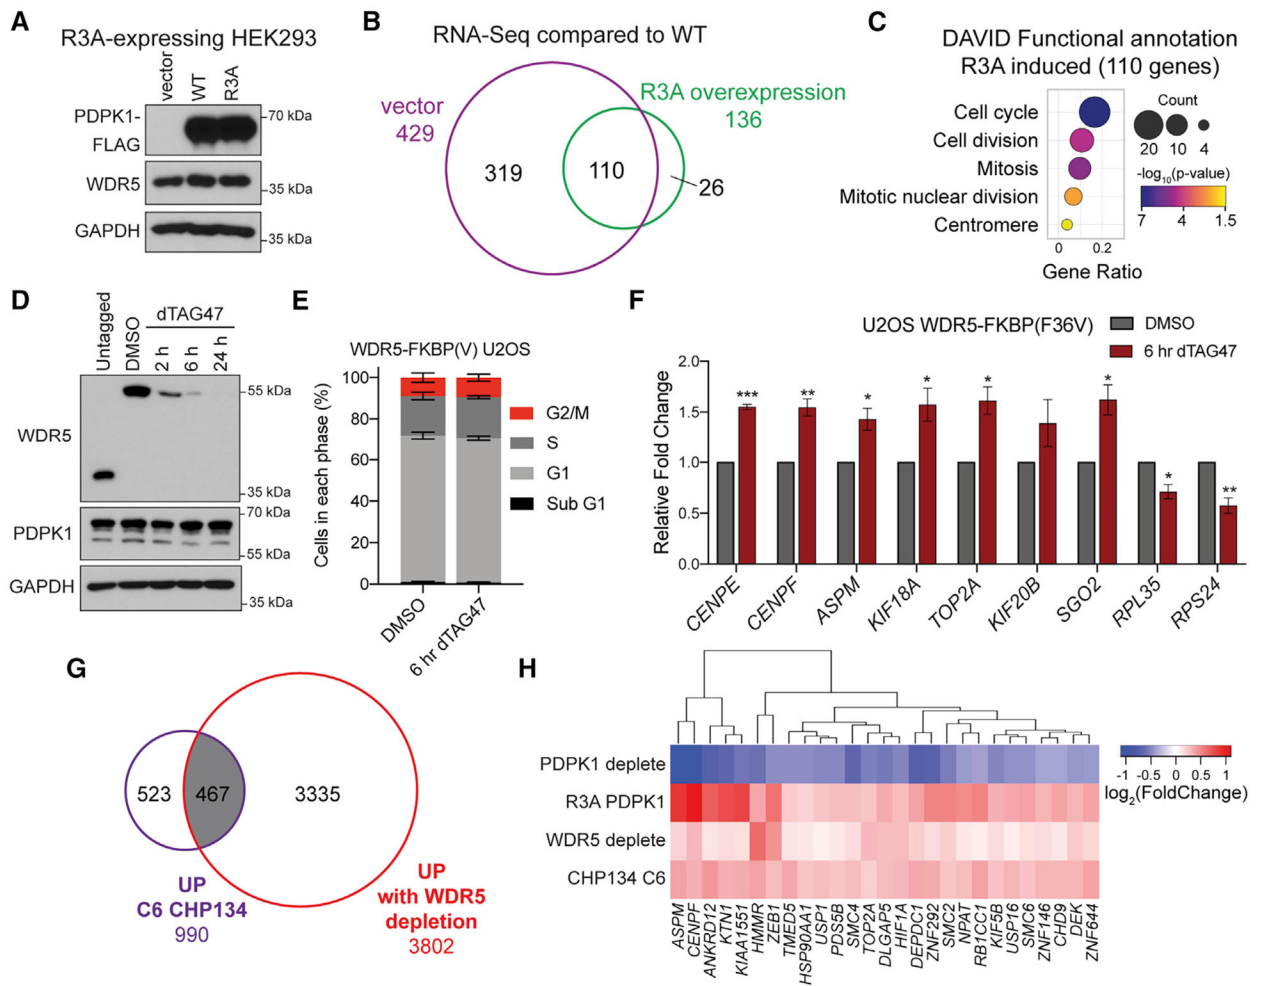 A
R3A-expressing HEK293
vector
WT
R3A
PDPK1-
FLAG
70 kDa
WDR5
35 kDa
GAPDH
35 kDa
B
RNA-Seq compared to WT
vector
429
R3A overexpression
136
319
110
26
C
DAVID Functional annotation
R3A induced (110 genes)
Cell cycle
Cell division
Mitosis
Mitotic nuclear division
Centromere
0 0.2
Gene Ratio
Count
20 10 4
-log10(p-value)
7 4 1.5
D
Untagged
DMSO
dTAG47
2 h
6 h
24 h
WDR5
55 kDa
35 kDa
PDPK1
70 kDa
55 kDa
GAPDH
35 kDa
E
WDR5-FKBP(V) U2OS
Cells in each phase (%)
100
80
60
40
20
0
DMSO
6 hr dTAG47
G2/M
S
G1
Sub G1
F
U2OS WDR5-FKBP(F36V)
DMSO
6 hr dTAG47
Relative Fold Change
2.0
1.5
1.0
0.5
0.0
*** ** * * * * * **
CENPE
CENPF
ASPM
KIF18A
TOP2A
KIF20B
SGO2
RPL35
RPS24
G
523
467
3335
UP
C6 CHP134
990
UP
with WDR5
depletion
3802
H
PDPK1 deplete
R3A PDPK1
WDR5 deplete
CHP134 C6
-1 -0.5 0 0.5 1
log2(FoldChange)
ASPM
CENPF
ANKRD12
KTN1
KIAA1551
HMMR
ZEB1
TMED5
HSP90AA1
USP1
PDS5B
SMC4
TOP2A
DLGAP5
HIF1A
DEPDC1
ZNF292
SMC2
NPAT
RB1CC1
KIF5B
USP16
SMC6
ZNF146
CHD9
DEK
ZNF644